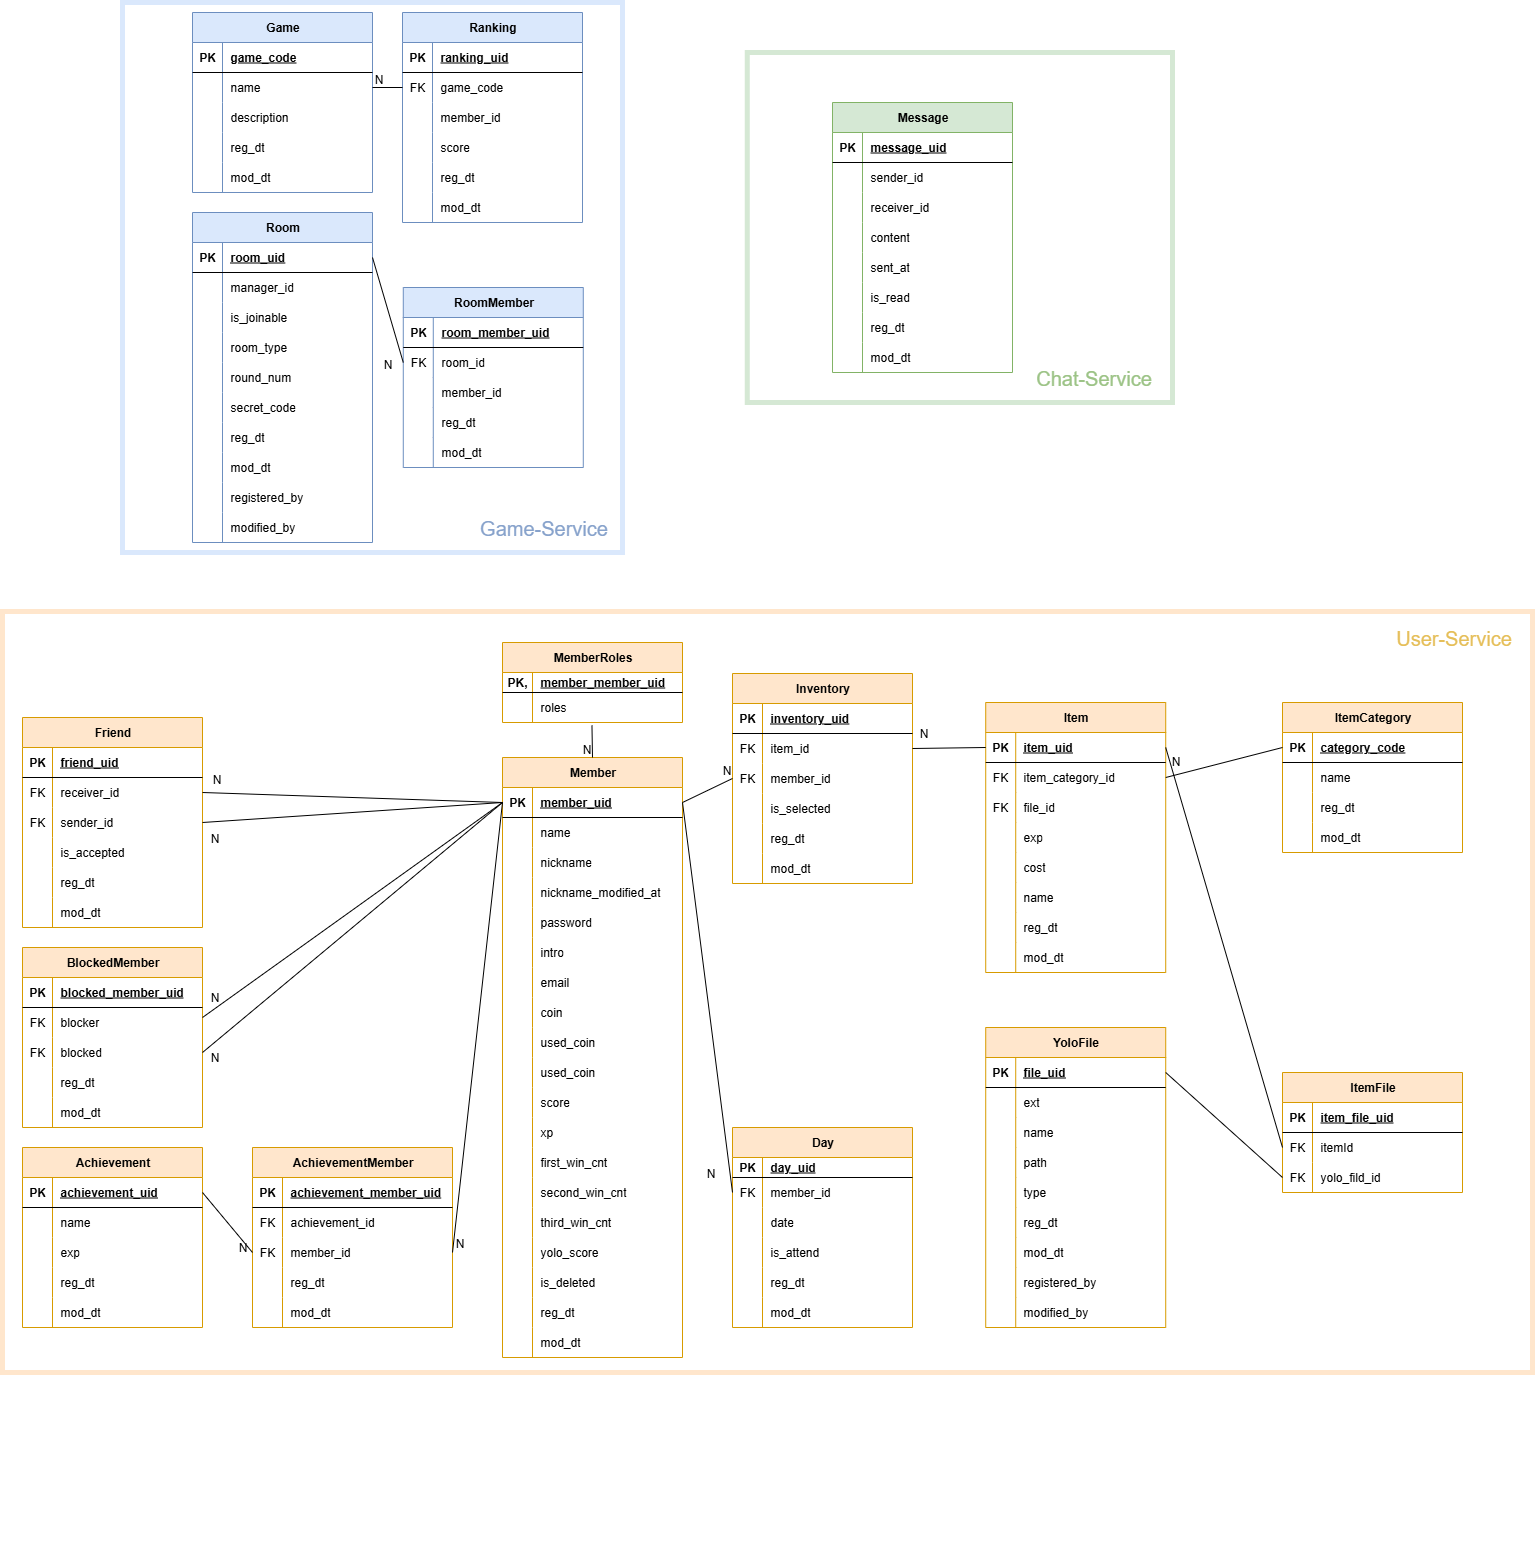 Game
PK game_code
name
description
reg_dt
mod_dt
N
Ranking
PK ranking_uid
FK game_code
member_id
score
reg_dt
mod_dt
Room
PK room_uid
manager_id
is_joinable
room_type
round_num
secret_code
reg_dt
mod_dt
registered_by
modified_by
N
RoomMember
PK room_member_uid
FK room_id
member_id
reg_dt
mod_dt
Game-Service
Message
PK message_uid
sender_id
receiver_id
content
sent_at
is_read
reg_dt
mod_dt
Chat-Service
User-Service
Friend
PK friend_uid
FK receiver_id
FK sender_id
is_accepted
reg_dt
mod_dt
N
N
BlockedMember
PK blocked_member_uid
FK blocker
FK blocked
reg_dt
mod_dt
N
N
Achievement
PK achievement_uid
name
exp
reg_dt
mod_dt
N
AchievementMember
PK achievement_member_uid
FK achievement_id
FK member_id
reg_dt
mod_dt
N
MemberRoles
PK, member_member_uid
roles
N
Member
PK member_uid
name
nickname
nickname_modified_at
password
intro
email
coin
used_coin
used_coin
score
xp
first_win_cnt
second_win_cnt
third_win_cnt
yolo_score
is_deleted
reg_dt
mod_dt
N
Inventory
PK inventory_uid
FK item_id
FK member_id
is_selected
reg_dt
mod_dt
N
N
Day
PK day_uid
FK member_id
date
is_attend
reg_dt
mod_dt
Item
PK item_uid
FK item_category_id
FK file_id
exp
cost
name
reg_dt
mod_dt
N
YoloFile
PK file_uid
ext
name
path
type
reg_dt
mod_dt
registered_by
modified_by
ItemCategory
PK category_code
name
reg_dt
mod_dt
ItemFile
PK item_file_uid
FK itemId
FK yolo_fild_id